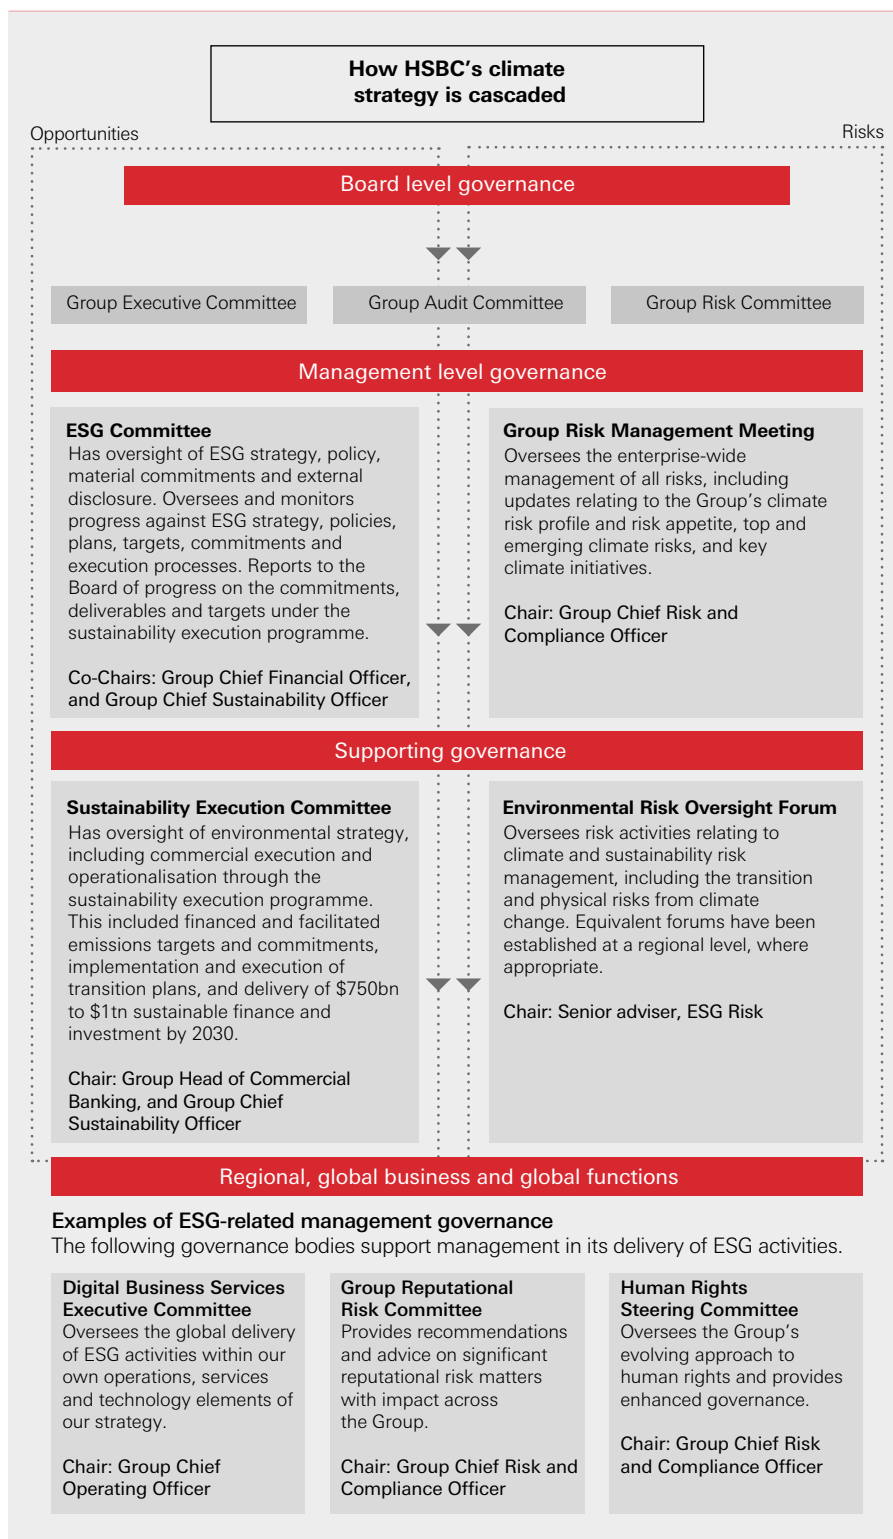 How HSBC's climate
strategy is cascaded
Opportunities
Risks
Board level governance
Group Executive Committee
Group Audit Committee
Group Risk Committee
Management level governance
ESG Committee
Has oversight of ESG strategy, policy,
material commitments and external
disclosure. Oversees and monitors
progress against ESG strategy, policies,
plans, targets, commitments and
execution processes. Reports to the
Board of progress on the commitments,
deliverables and targets under the
sustainability execution programme.
Co-Chairs: Group Chief Financial Officer,
and Group Chief Sustainability Officer
Group Risk Management Meeting
Oversees the enterprise-wide
management of all risks, including
updates relating to the Group's climate
risk profile and risk appetite, top and
emerging climate risks, and key
climate initiatives.
Chair: Group Chief Risk and
Compliance Officer
Supporting governance
Sustainability Execution Committee
Has oversight of environmental strategy,
including commercial execution and
operationalisation through the
sustainability execution programme.
This included financed and facilitated
emissions targets and commitments,
implementation and execution of
transition plans, and delivery of $750bn
to $1tn sustainable finance and
investment by 2030.
Chair: Group Head of Commercial
Banking, and Group Chief
Sustainability Officer
Environmental Risk Oversight Forum
Oversees risk activities relating to
climate and sustainability risk
management, including the transition
and physical risks from climate
change. Equivalent forums have been
established at a regional level, where
appropriate.
Chair: Senior adviser, ESG Risk
Regional, global business and global functions
Examples of ESG-related management governance
The following governance bodies support management in its delivery of ESG activities.
Digital Business Services
Executive Committee
Oversees the global delivery
of ESG activities within our
own operations, services
and technology elements of
our strategy.
Chair: Group Chief
Operating Officer
Group Reputational
Risk Committee
Provides recommendations
and advice on significant
reputational risk matters
with impact across
the Group.
Chair: Group Chief Risk and
Compliance Officer
Human Rights
Steering Committee
Oversees the Group's
evolving approach to
human rights and provides
enhanced governance.
Chair: Group Chief Risk
and Compliance Officer